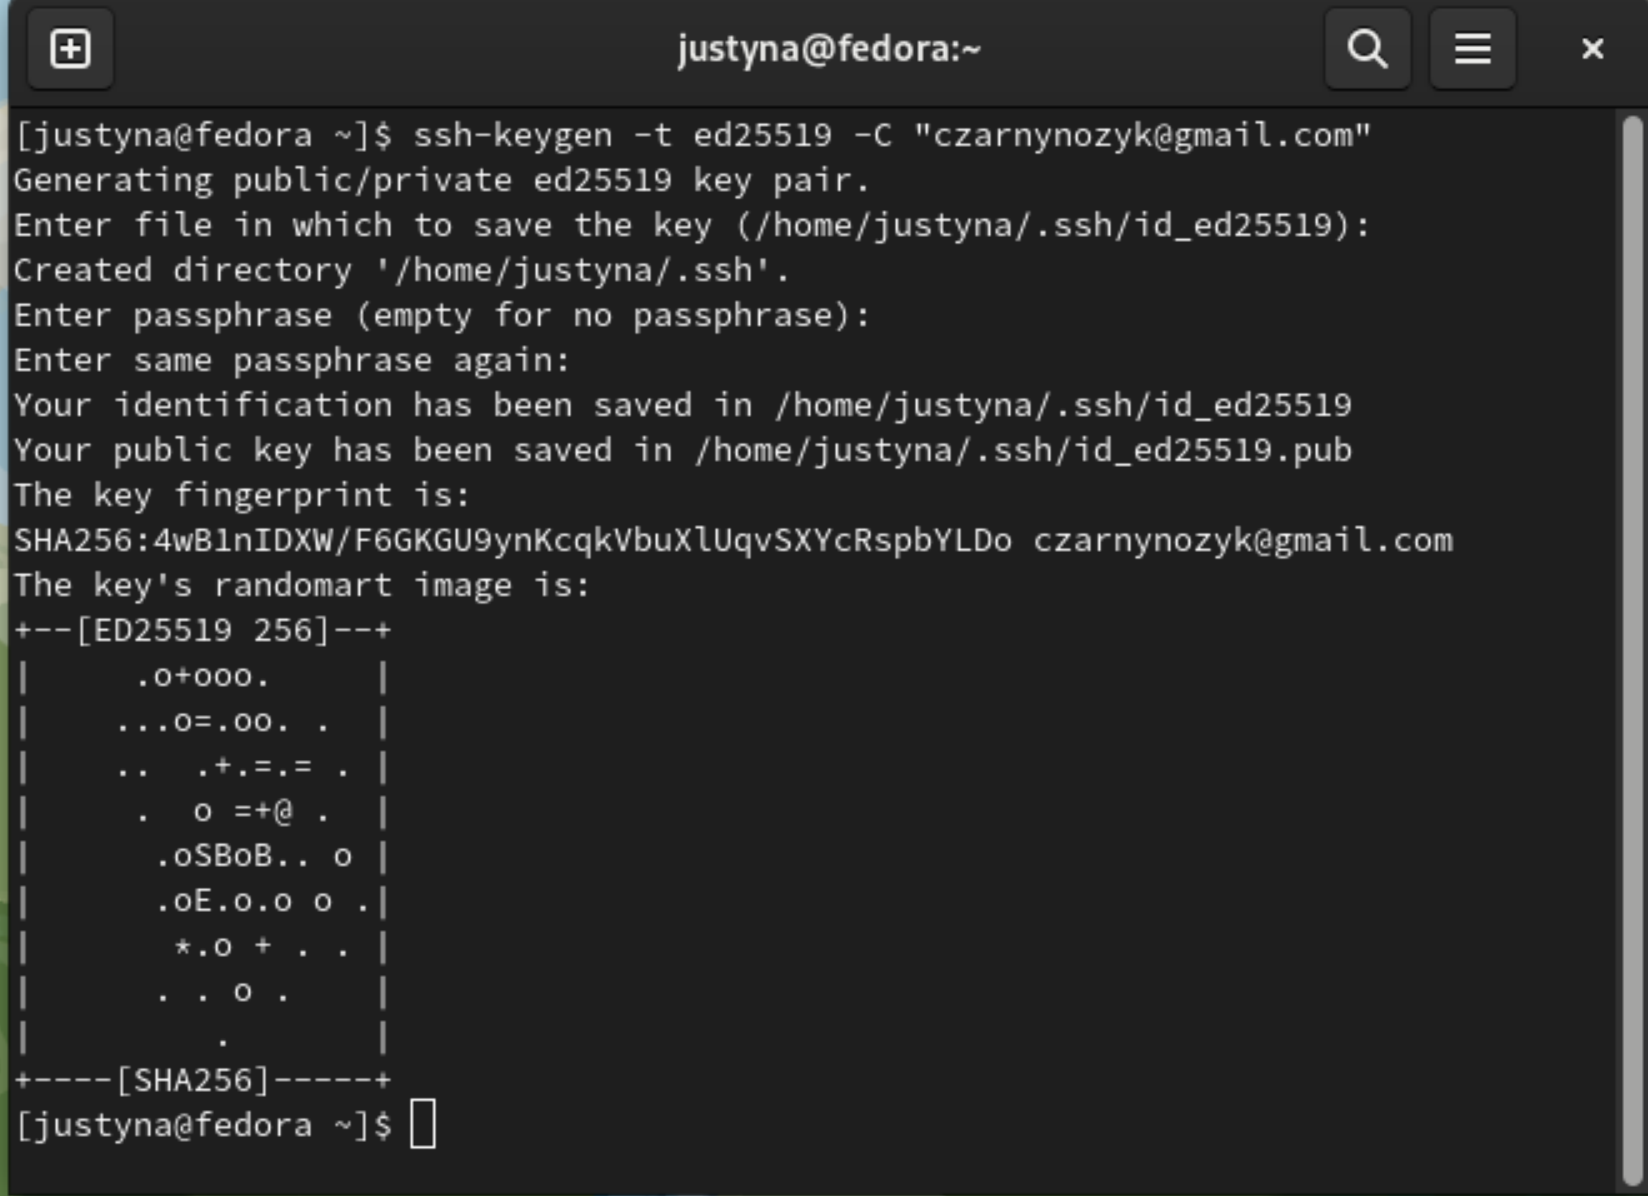 justyna@fedora:~
[justyna@fedora ~]$ ssh-keygen -t ed25519 -C "czarnynozyk@gmail.com"
Generating public/private ed25519 key pair.
Enter file in which to save the key (/home/justyna/.ssh/id_ed25519):
Created directory '/home/justyna/.ssh'.
Enter passphrase (empty for no passphrase):
Enter same passphrase again:
Your identification has been saved in /home/justyna/.ssh/id_ed25519
Your public key has been saved in /home/justyna/.ssh/id_ed25519.pub
The key fingerprint is:
SHA256:4wB1nIDXW/F6GKGU9ynKcqkVbuXlUqvSXYcRspbYLDo czarnynozyk@gmail.com
The key's randomart image is:
+--[ED25519 256]--+
|     .o+ooo.     |
|    ...o=.oo. .  |
|    ..  .+.=.= . |
|     .  o =+@ .  |
|      .oSBoB.. o |
|      .oE.o.o o .|
|       *.o + . . |
|      . . o .    |
|         .       |
+----[SHA256]-----+
[justyna@fedora ~]$